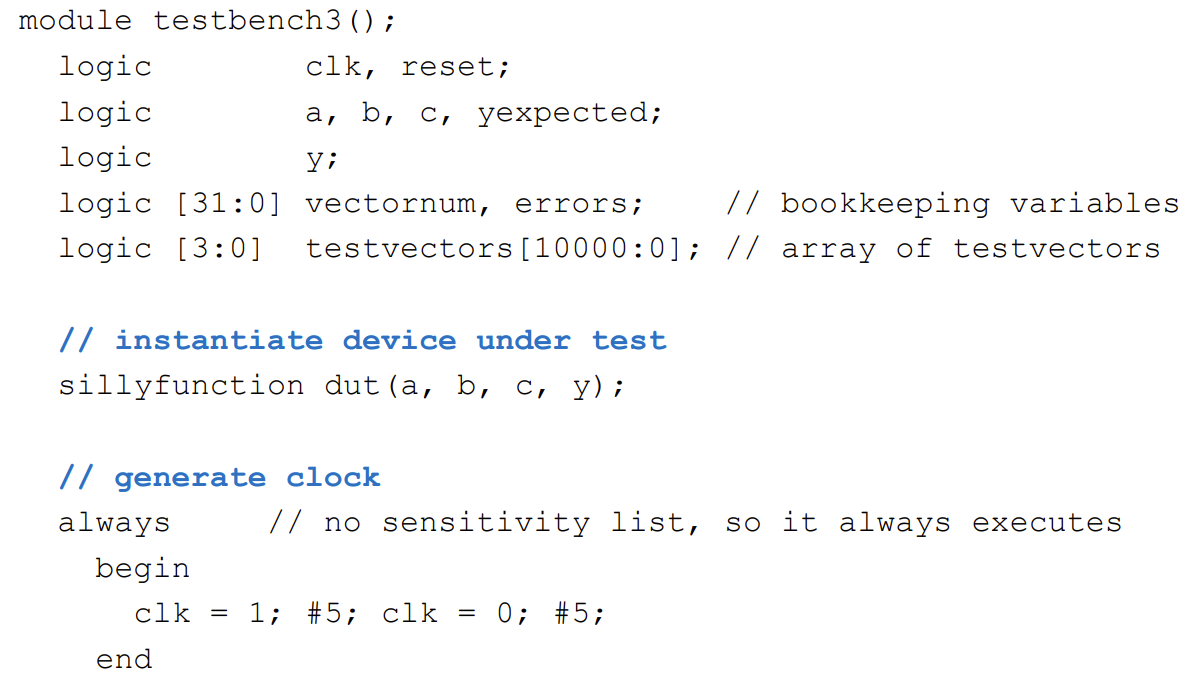 module testbench3();
logic clk, reset;
logic a, b, c, yexpected;
logic y;
logic [31:0] vectornum, errors; // bookkeeping variables
logic [3:0] testvectors[10000:0]; // array of testvectors
// instantiate device under test
sillyfunction dut(a, b, c, y);
// generate clock
always // no sensitivity list, so it always executes
begin
clk = 1; #5; clk = 0; #5;
end